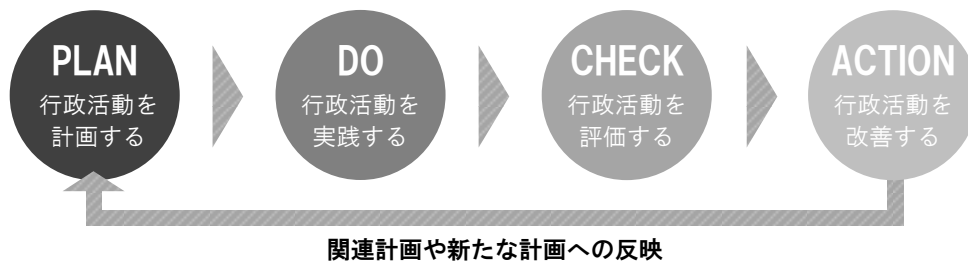 PLAN
行政活動を
計画する
DO
行政活動を
実践する
CHECK
行政活動を
評価する
ACTION
行政活動を
改善する
関連計画や新たな計画への反映